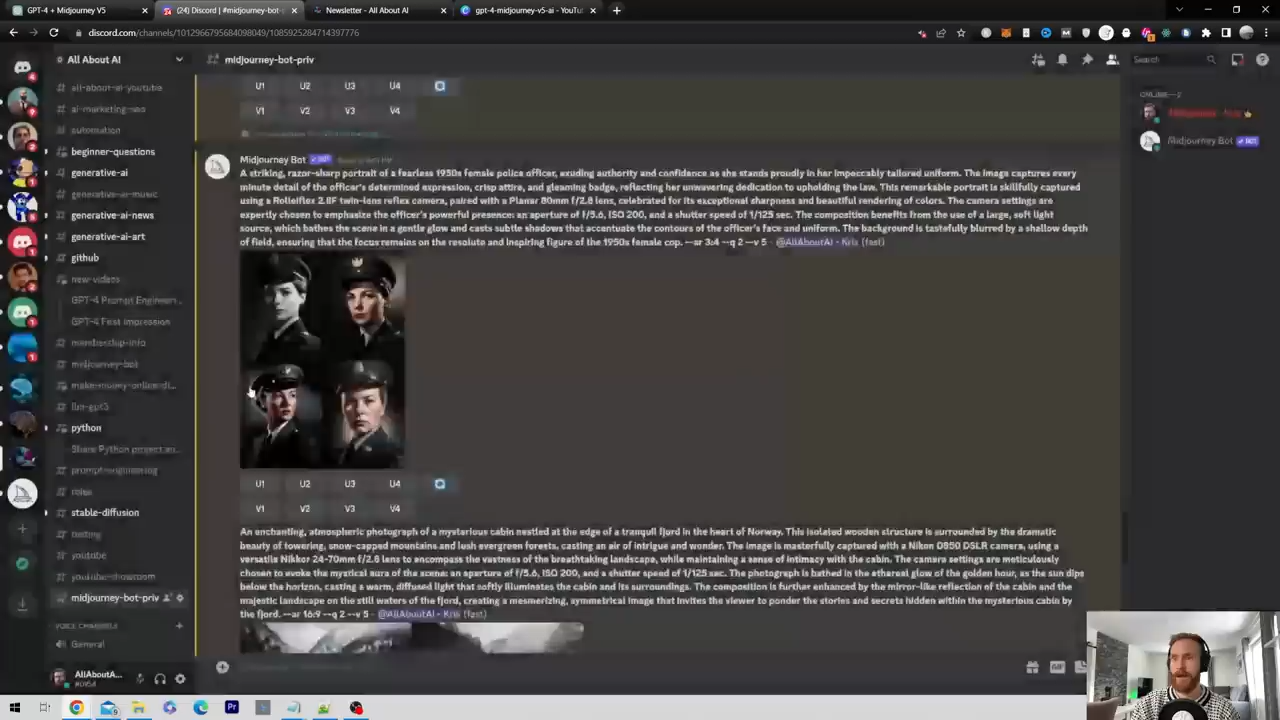 GPT-4 + Midjourney V5
(24) Discord | #midjourney-bot-p
Newsletter - All About AI
gpt-4-midjourney-v5-ai - YouTu
discord.com/channels/1012966795684098049/1085925284714397776
All About AI
midjourney-bot-priv
Search
all-about-ai-youtube
ai-marketing-seo
automation
beginner-questions
generative-ai
generative-ai-music
generative-ai-news
generative-ai-art
github
new-videos
GPT-4 Prompt Engineeri...
GPT-4 First Impression
membership-info
midjourney-bot
make-money-online-di...
llm-gpt3
python
Share Python project an...
prompt-engineering
roles
stable-diffusion
testing
youtube
youtube-showroom
midjourney-bot-priv
VOICE CHANNELS
General
AllAboutA...
#0954
U1 U2 U3 U4
V1 V2 V3 V4
Midjourney Bot BOT
A striking, razor-sharp portrait of a fearless 1950s female police officer, exuding authority and confidence as she stands proudly in her impeccably tailored uniform. The image captures every
minute detail of the officer's determined expression, crisp attire, and gleaming badge, reflecting her unwavering dedication to upholding the law. This remarkable portrait is skillfully captured
using a Rolleiflex 2.8F twin-lens reflex camera, paired with a Planar 80mm f/2.8 lens, celebrated for its exceptional sharpness and beautiful rendering of colors. The camera settings are
expertly chosen to emphasize the officer's powerful presence: an aperture of f/5.6, ISO 200, and a shutter speed of 1/125 sec. The composition benefits from the use of a large, soft light
source, which bathes the scene in a gentle glow and casts subtle shadows that accentuate the contours of the officer's face and uniform. The background is tastefully blurred by a shallow depth
of field, ensuring that the focus remains on the resolute and inspiring figure of the 1950s female cop. --ar 3:4 --q 2 --v 5 - @AllAboutAI - Kris (fast)
U1 U2 U3 U4
V1 V2 V3 V4
An enchanting, atmospheric photograph of a mysterious cabin nestled at the edge of a tranquil fjord in the heart of Norway. This isolated wooden structure is surrounded by the dramatic
beauty of towering, snow-capped mountains and lush evergreen forests, casting an air of intrigue and wonder. The image is masterfully captured with a Nikon D850 DSLR camera, using a
versatile Nikkor 24-70mm f/2.8 lens to encompass the vastness of the breathtaking landscape, while maintaining a sense of intimacy with the cabin. The camera settings are meticulously
chosen to evoke the mystical aura of the scene: an aperture of f/5.6, ISO 200, and a shutter speed of 1/125 sec. The photograph is bathed in the ethereal glow of the golden hour, as the sun dips
below the horizon, casting a warm, diffused light that softly illuminates the cabin and its surroundings. The composition is further enhanced by the mirror-like reflection of the cabin and the
majestic landscape on the still waters of the fjord, creating a mesmerizing, symmetrical image that invites the viewer to ponder the stories and secrets hidden within the mysterious cabin by
the fjord. --ar 16:9 --q 2 --v 5 - @AllAboutAI - Kris (fast)
GIF
ONLINE—2
Midjourney Bot BOT